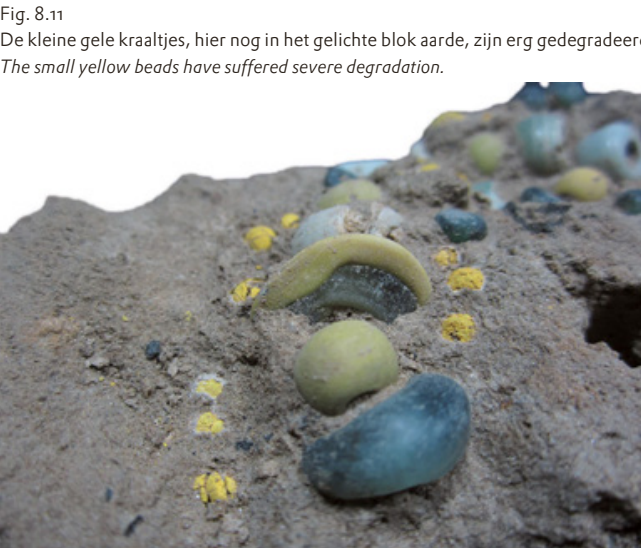 Fig. 8.11
De kleine gele kraaltjes, hier nog in het gelichte blok aarde, zijn erg
The small yellow beads have suffered severe degradation.